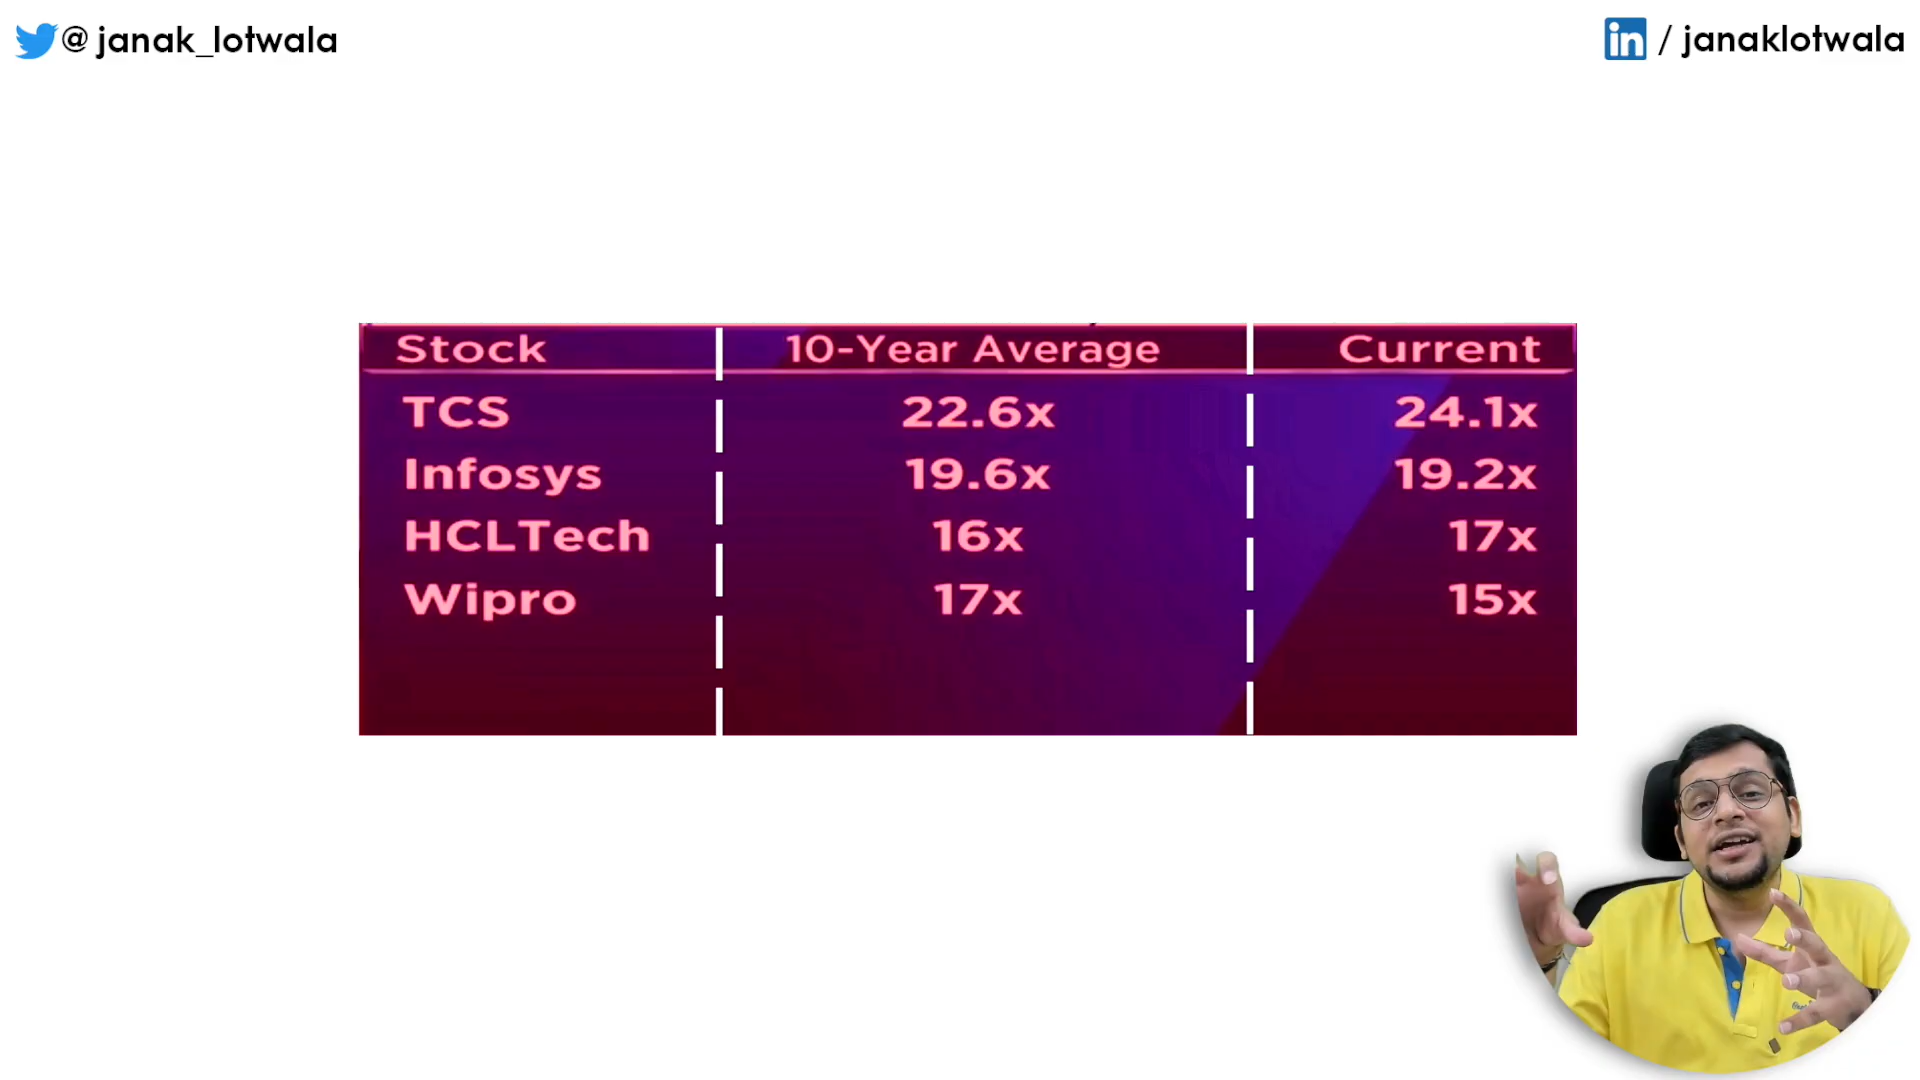 @ janak_lotwala
in / janaklotwala
Stock 10-Year Average Current
TCS 22.6x 24.1x
Infosys 19.6x 19.2x
HCLTech 16x 17x
Wipro 17x 15x